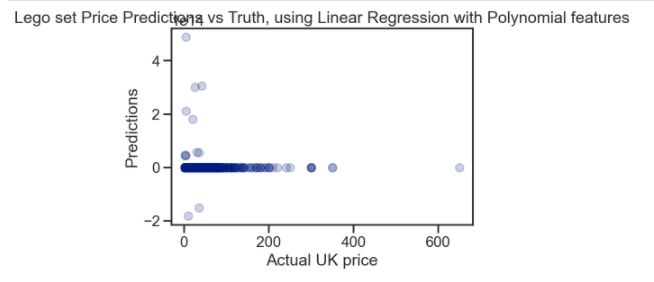 Lego set Price Predictions vs Truth, using Linear Regression with Polynomial features
1e14
4
2
0
−2
Predictions
0 200 400 600
Actual UK price